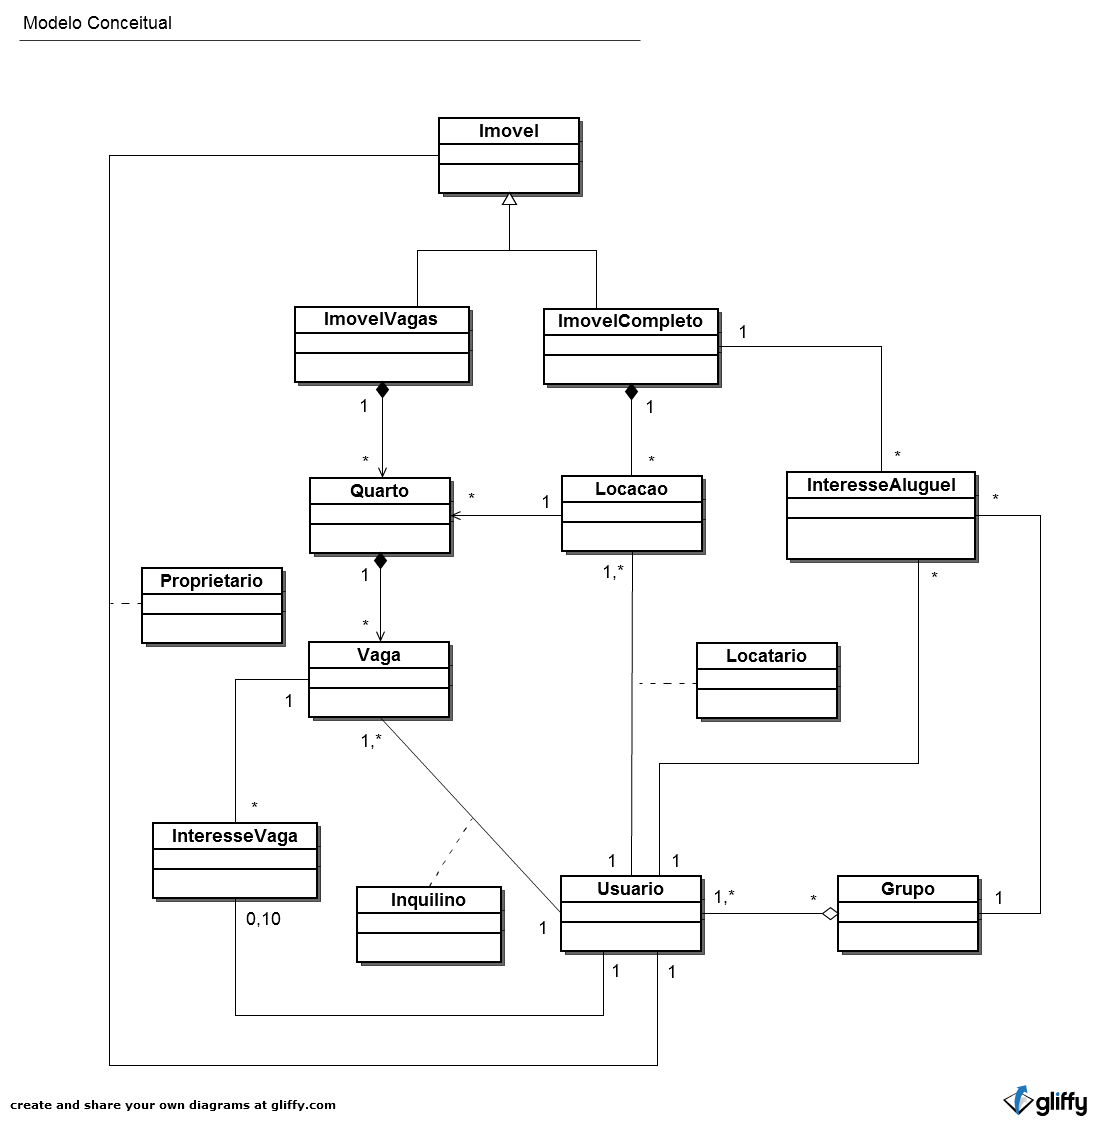 Modelo Conceitual
Imovel
ImovelVagas
ImovelCompleto
1
1
1
*
*
*
Quarto
*
1
Locacao
InteresseAluguel
*
1
1,*
*
Proprietario
*
Vaga
Locatario
1
1,*
*
InteresseVaga
1
1
Inquilino
Usuario
1,*
*
Grupo
1
0,10
1
1
1
create and share your own diagrams at gliffy.com
gliffy